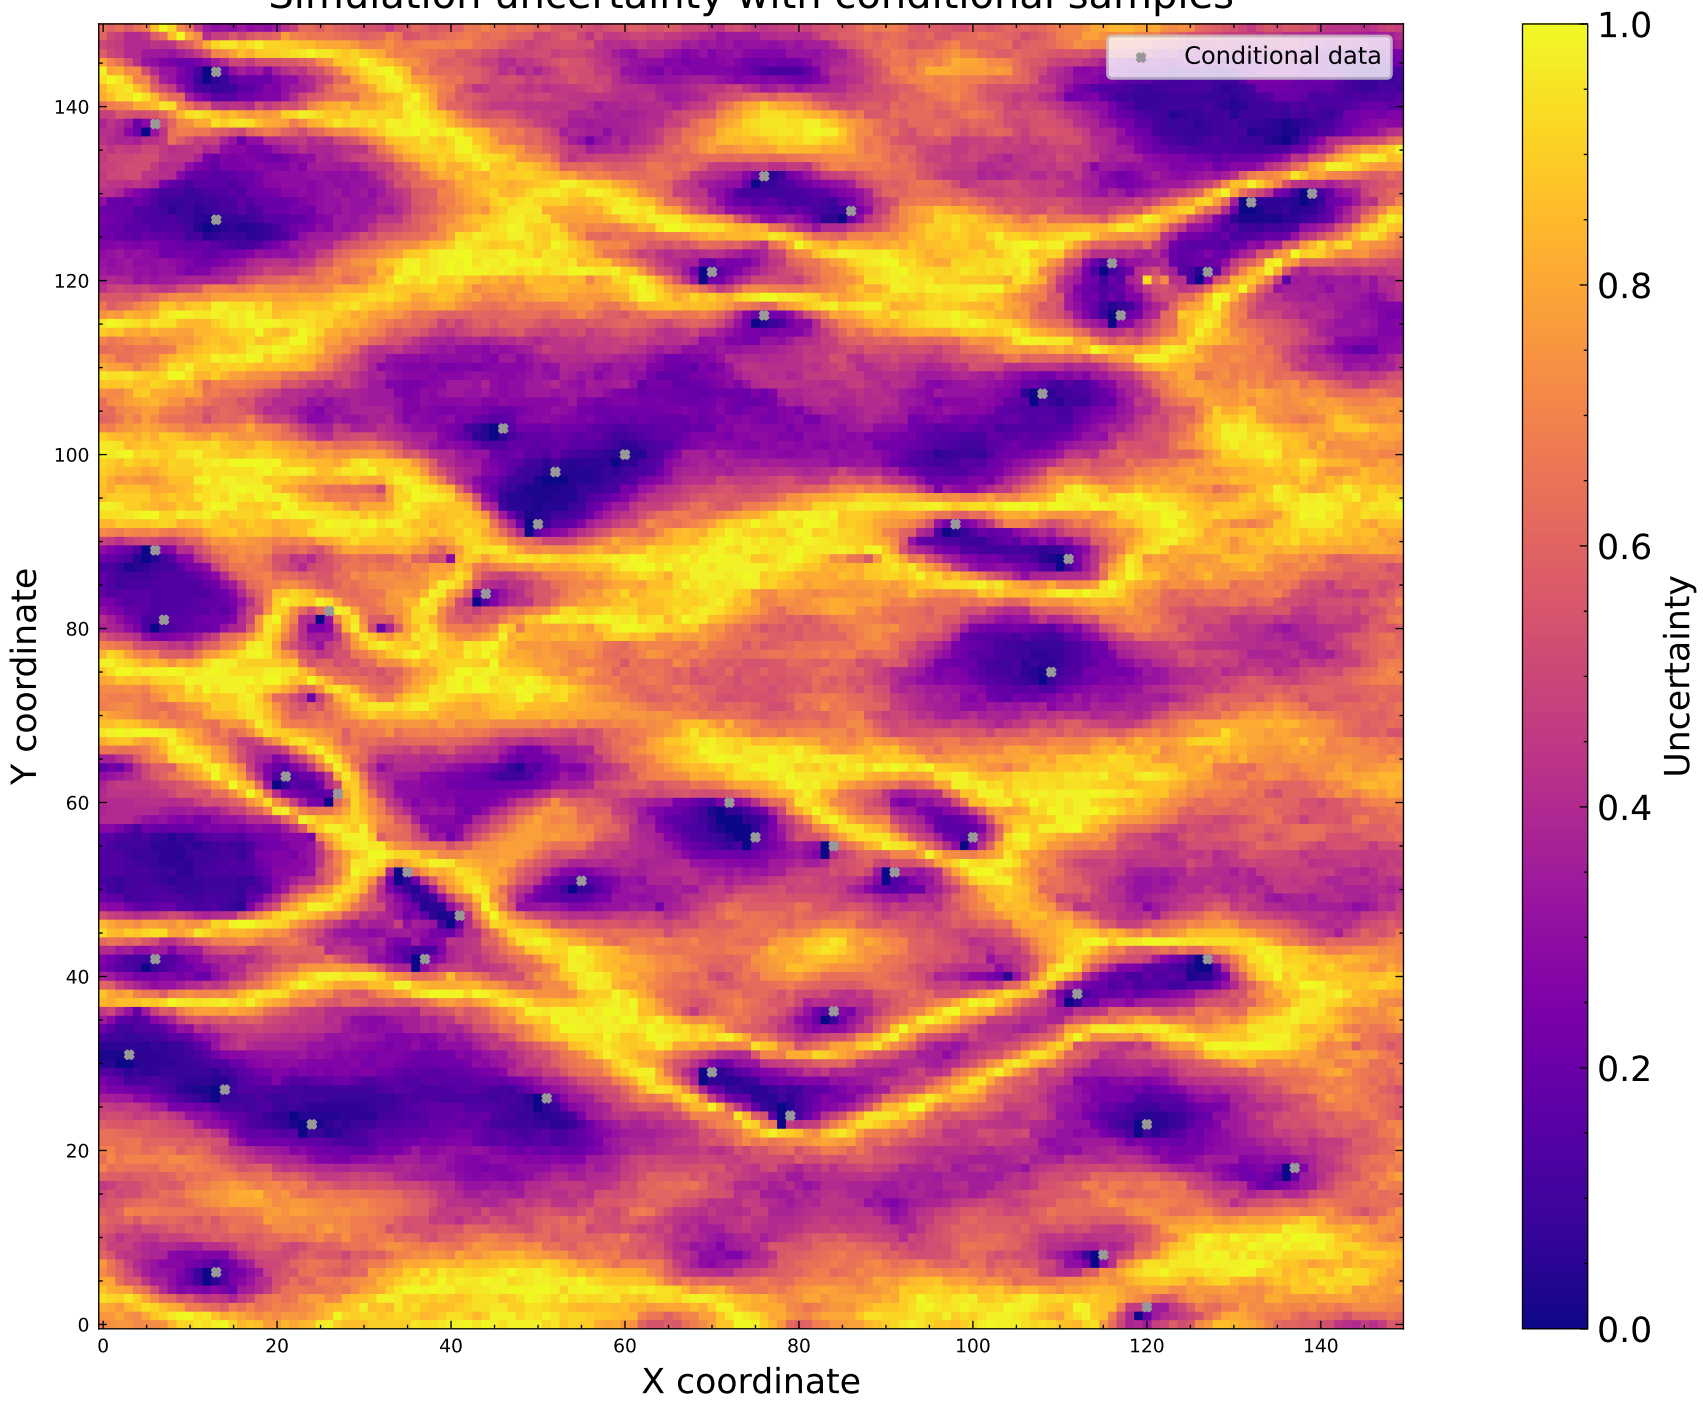 Simulation uncertainty with conditional samples
Conditional data
Y coordinate
140
120
100
80
60
40
20
0
0 20 40 60 80 100 120 140
X coordinate
1.0
0.8
0.6
0.4
0.2
0.0
Uncertainty